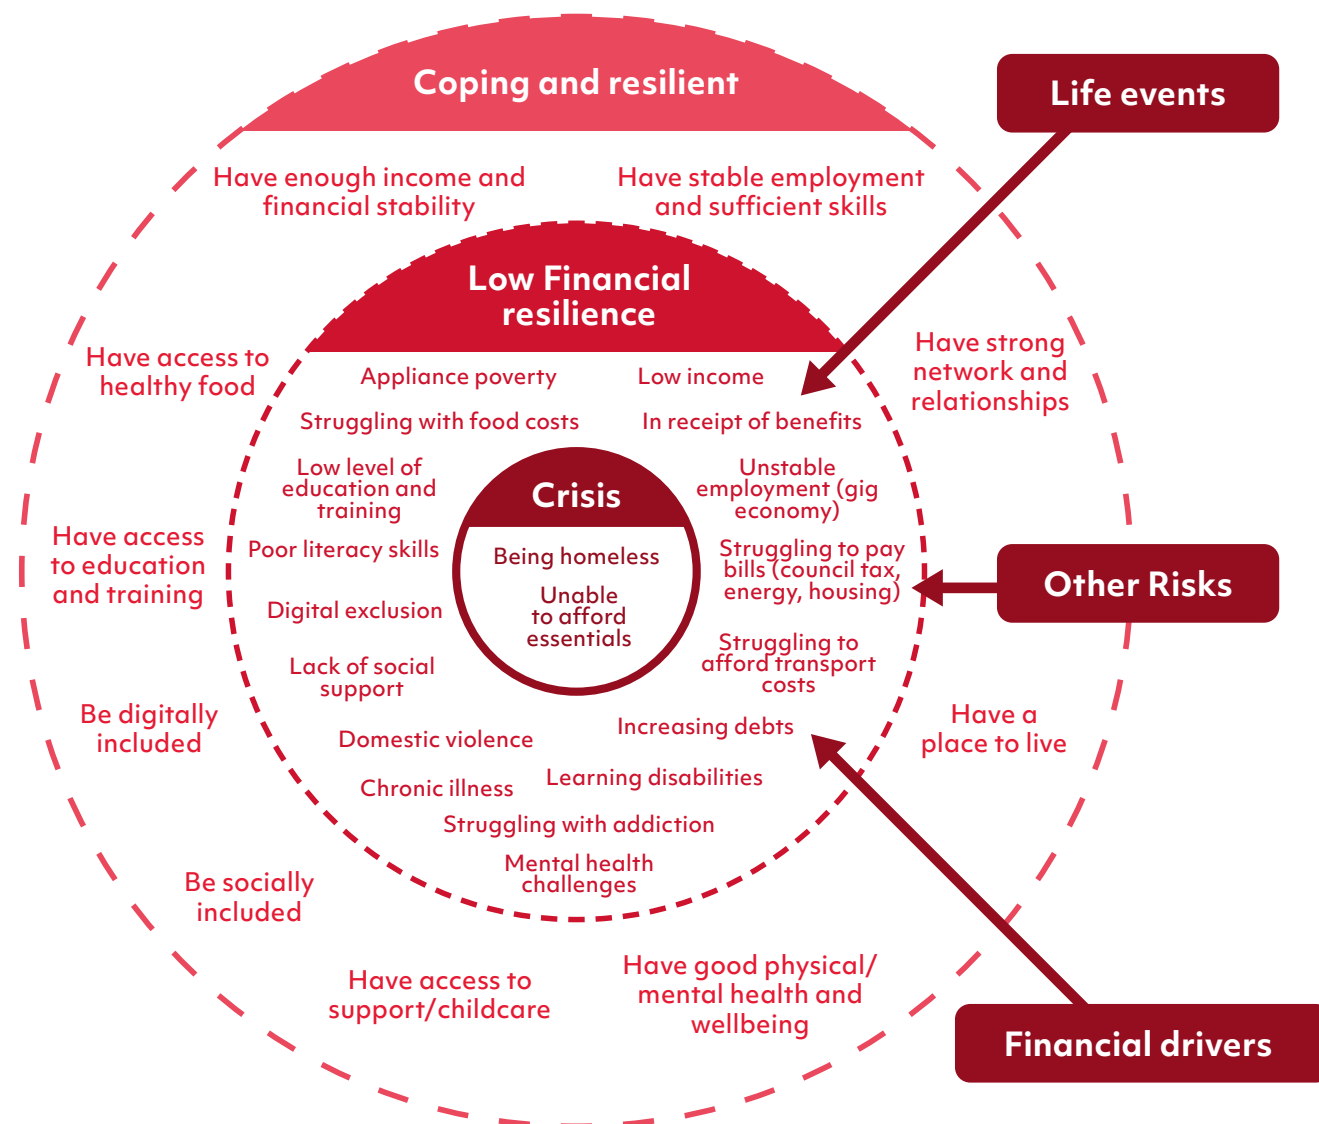 Coping and resilient
Life events
Have enough income and
financial stability
Have stable employment
and sufficient skills
Low Financial
resilience
Have access to
healthy food
Have strong
network and
relationships
Appliance poverty
Low income
Struggling with food costs
In receipt of benefits
Low level of
education and
training
Crisis
Unstable
employment (gig
economy)
Have access
to education
and training
Poor literacy skills
Being homeless
Unable
to afford
essentials
Struggling to pay
bills (council tax,
energy, housing)
Other Risks
Digital exclusion
Lack of social
support
Struggling to
afford transport
costs
Be digitally
included
Domestic violence
Increasing debts
Have a
place to live
Chronic illness
Learning disabilities
Struggling with addiction
Mental health
challenges
Be socially
included
Have access to
support/childcare
Have good physical/
mental health and
wellbeing
Financial drivers